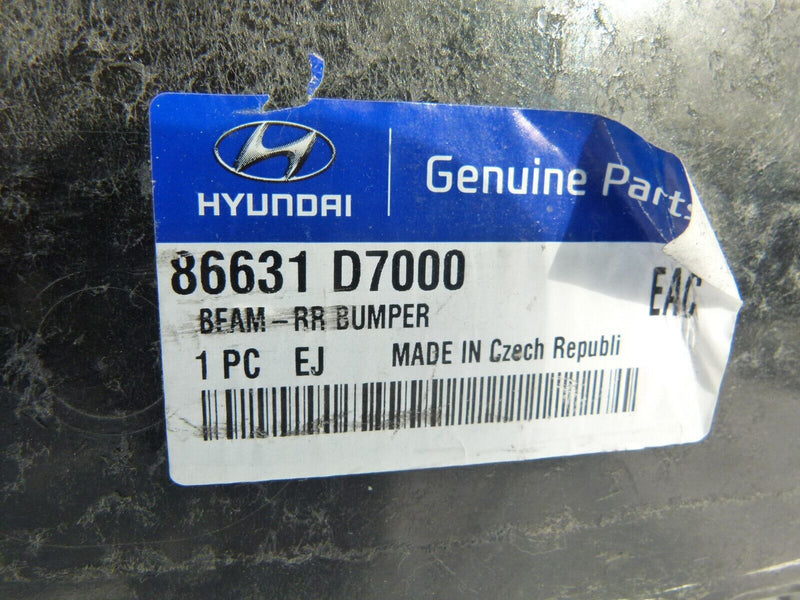 HYUNDAI
Genuine Parts
86631 D7000
EAC
BEAM-RR BUMPER
1 PC EJ MADE IN Czech Republi